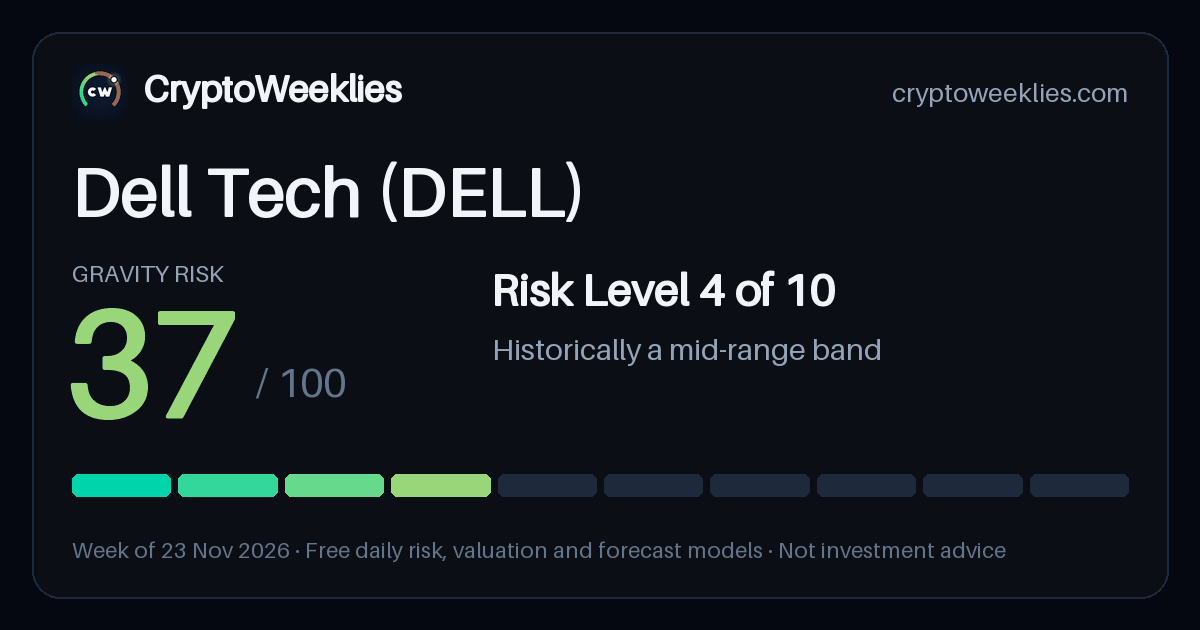 CW
CryptoWeeklies
cryptoweeklies.com
Dell Tech (DELL)
GRAVITY RISK
37 / 100
Risk Level 4 of 10
Historically a mid-range band
Week of 23 Nov 2026 · Free daily risk, valuation and forecast models · Not investment advice